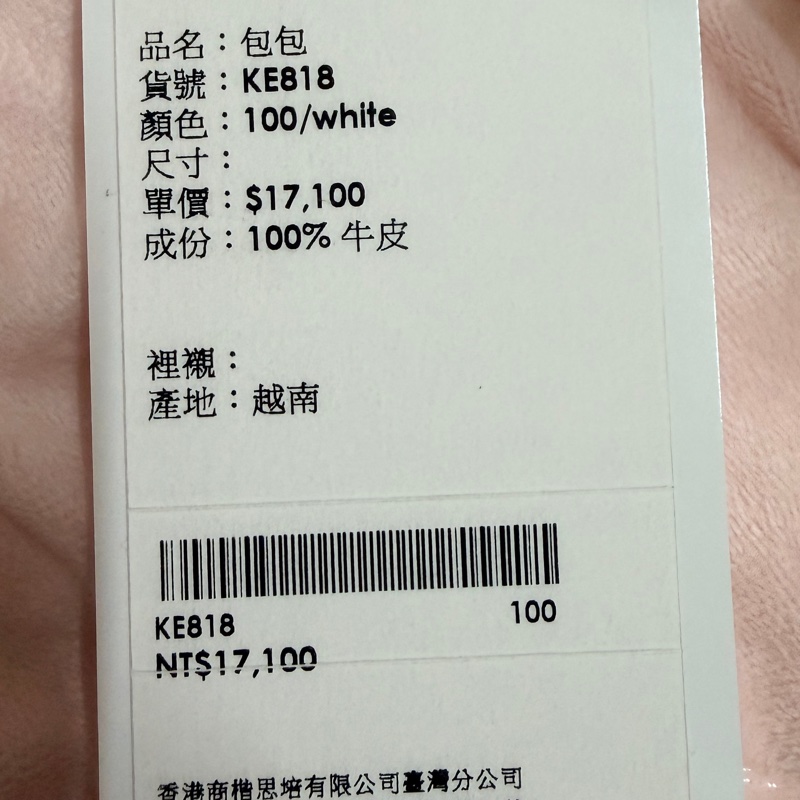 品名：包包
貨號：KE818
顏色：100/white
尺寸：
單價：$17,100
成份：100% 牛皮
裡襯：
產地：越南
KE818 100
NT$17,100
香港商楷思培有限公司臺灣分公司